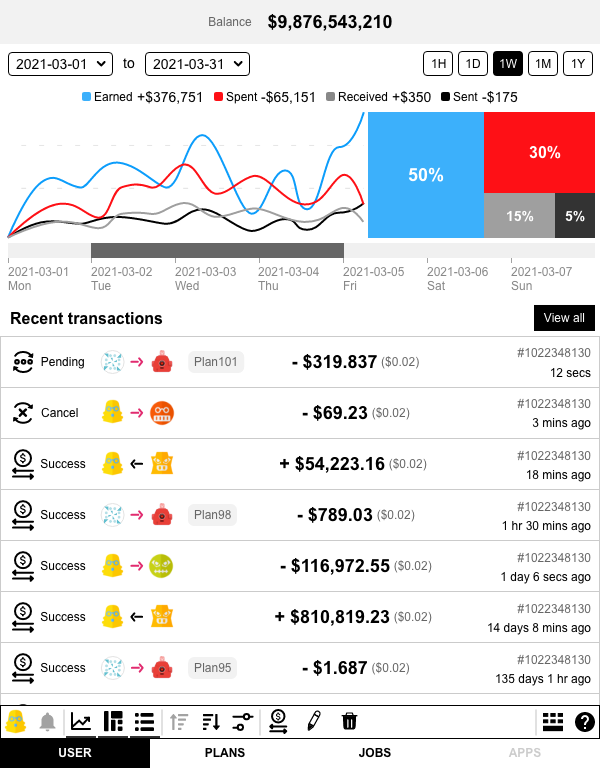 Balance $9,876,543,210
2021-03-01 to 2021-03-31 1H 1D 1W 1M 1Y
Earned +$376,751 Spent -$65,151 Received +$350 Sent -$175
50%
30%
15%
5%
2021-03-01 2021-03-02 2021-03-03 2021-03-04 2021-03-05 2021-03-06 2021-03-07
Mon Tue Wed Thu Fri Sat Sun
Recent transactions View all
#1022348130
Pending Plan101 - $319.837 ($0.02)
12 secs
#1022348130
Cancel - $69.23 ($0.02)
3 mins ago
#1022348130
Success + $54,223.16 ($0.02)
18 mins ago
#1022348130
Success Plan98 - $789.03 ($0.02)
1 hr 30 mins ago
#1022348130
Success - $116,972.55 ($0.02)
1 day 6 secs ago
#1022348130
Success + $810,819.23 ($0.02)
14 days 8 mins ago
#1022348130
Success Plan95 - $1.687 ($0.02)
135 days 1 hr ago
USER PLANS JOBS APPS